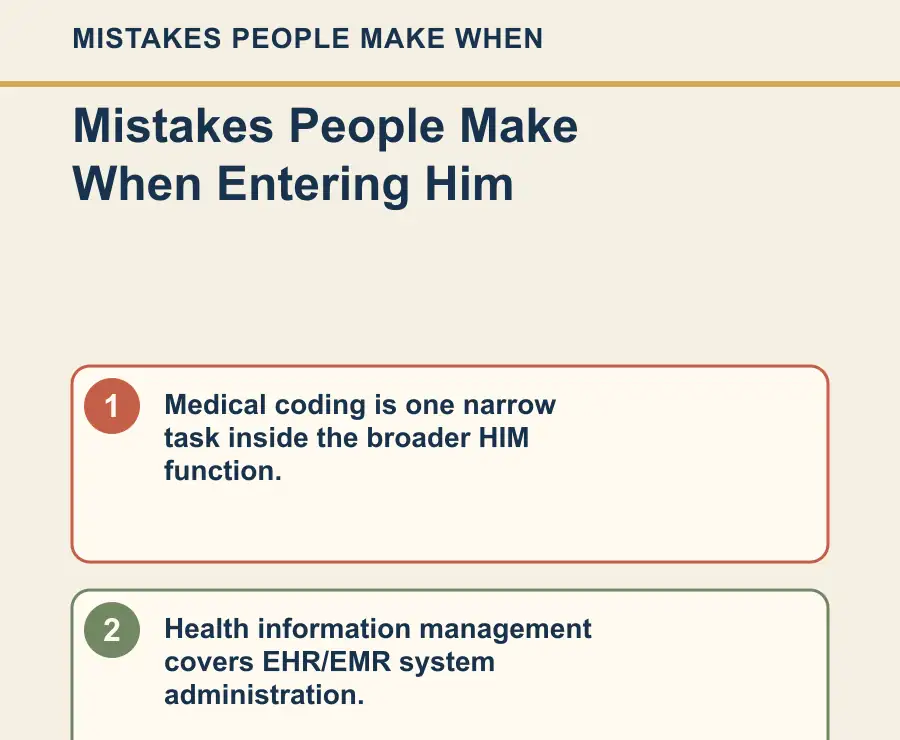 MISTAKES PEOPLE MAKE WHEN
Mistakes People Make
When Entering Him
1
Medical coding is one narrow
task inside the broader HIM
function.
2
Health information management
covers EHR/EMR system
administration.